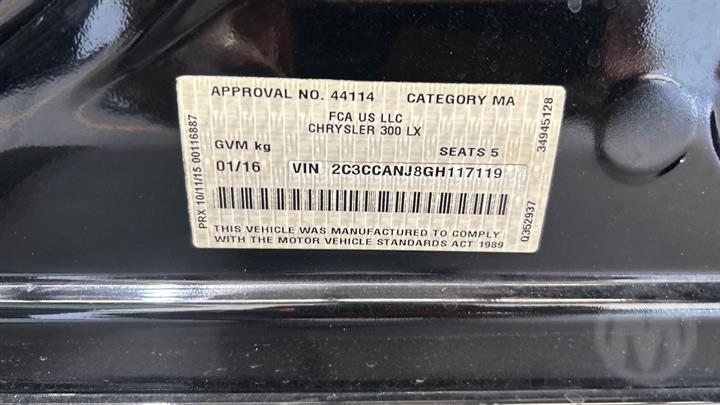 APPROVAL NO. 44114 CATEGORY MA
FCA US LLC
CHRYSLER 300 LX
GVM kg SEATS 5
01/16 VIN 2C3CCANJ8GH117119
THIS VEHICLE WAS MANUFACTURED TO COMPLY
WITH THE MOTOR VEHICLE STANDARDS ACT 1989
PRX 10/11/15 00116887
34945128
Q352937
M